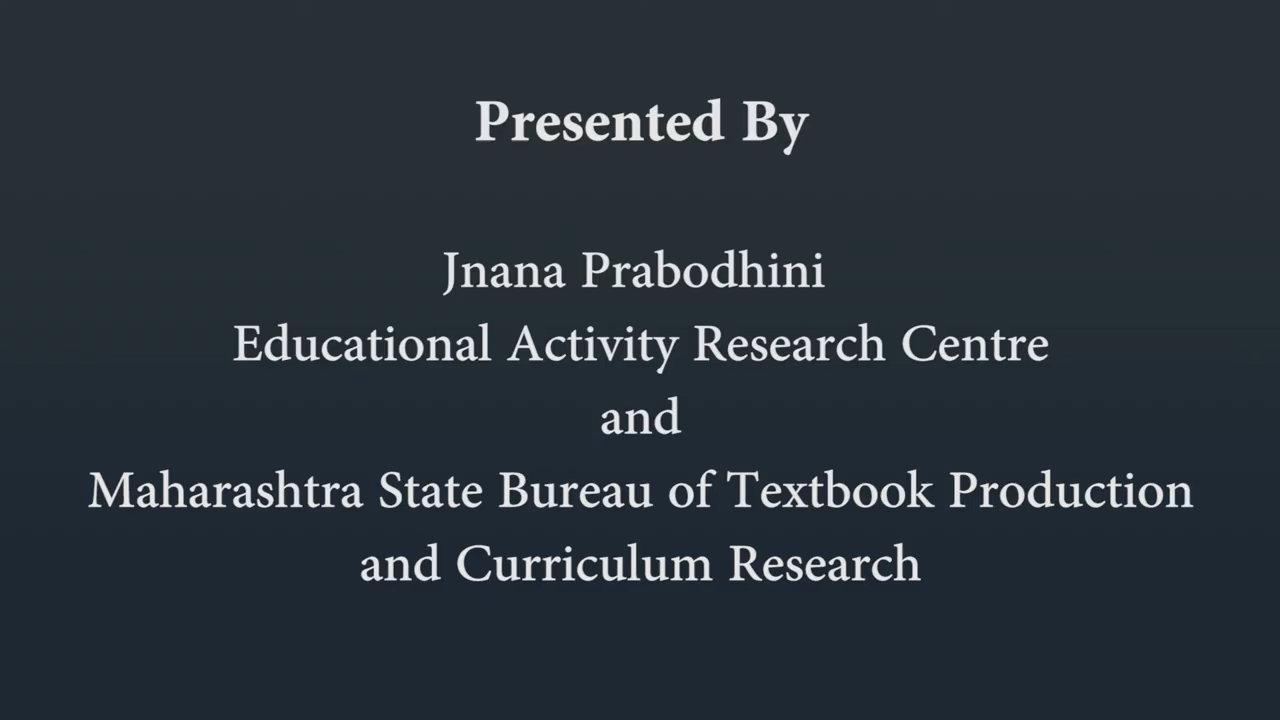 Presented By
Jnana Prabodhini
Educational Activity Research Centre
and
Maharashtra State Bureau of Textbook Production
and Curriculum Research